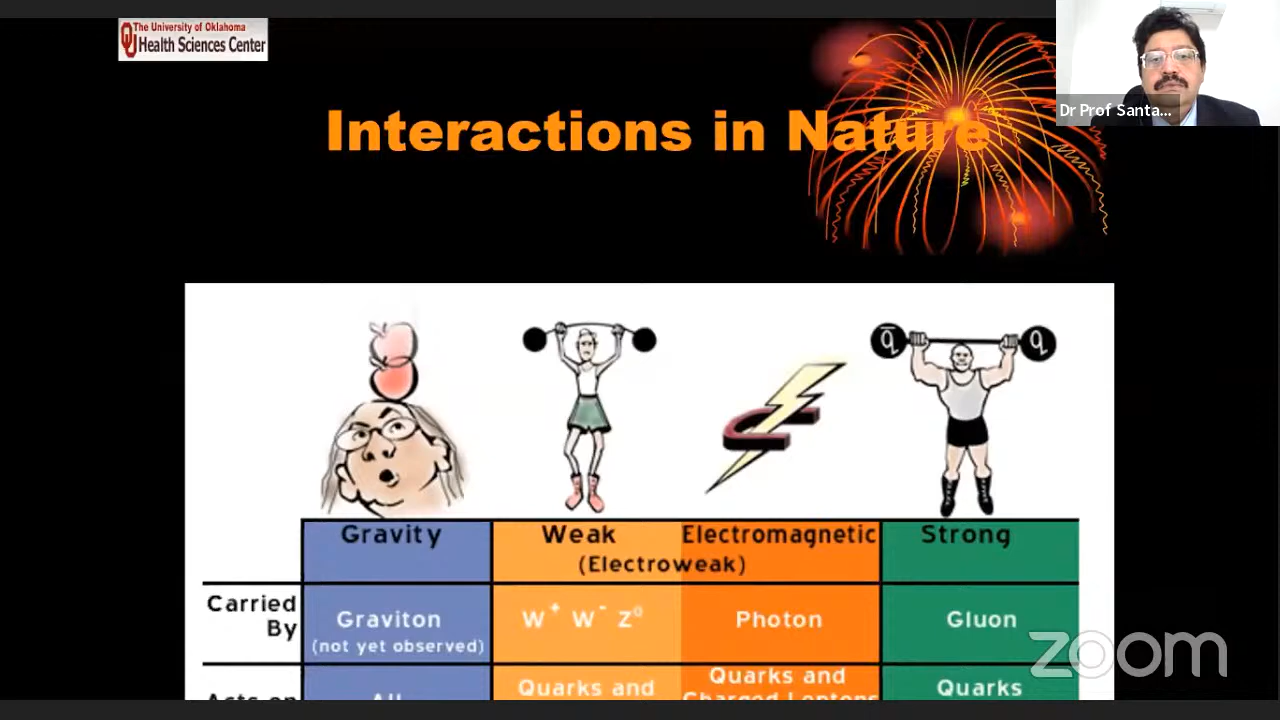 The University of Oklahoma
Health Sciences Center
Dr Prof Santa...
Interactions in Nature
Q̄ Q
Gravity Weak Electromagnetic Strong
(Electroweak)
Carried By
Graviton
(not yet observed)
W+ W- Z0
Photon
Gluon
Acts on
All
Quarks and
Quarks and
Charged Leptons
Quarks
zoom